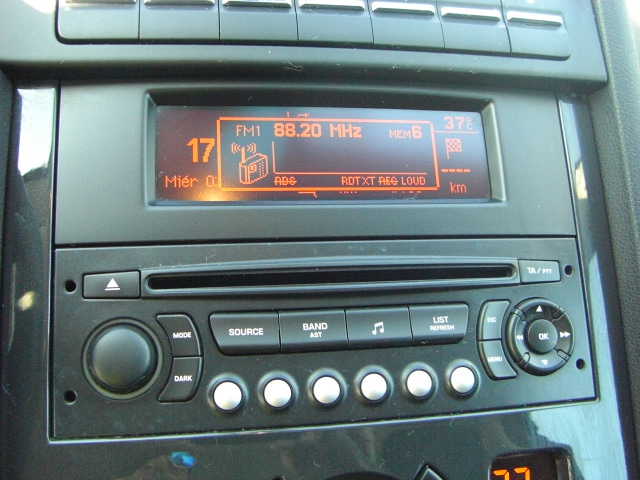 FM1 88.20 MHz MEM6
37°C
17
Miér 0
RDS RDTXT REG LOUD
km
TA / PTY
MODE
SOURCE
BAND
AST
LIST
REFRESH
ESC
OK
DARK
MENU